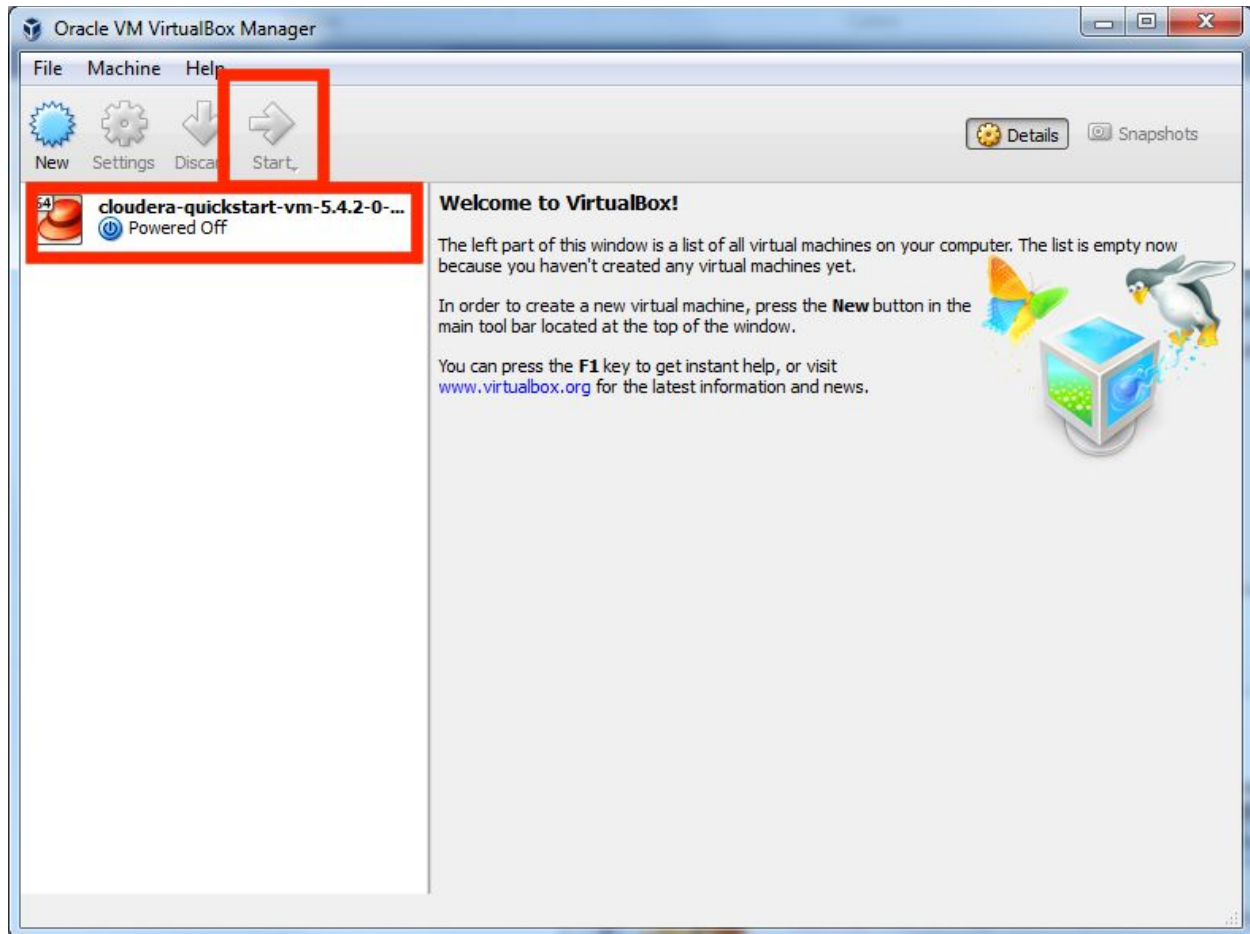 Oracle VM VirtualBox Manager
File Machine Help
New Settings Discar Start
Details Snapshots
64
cloudera-quickstart-vm-5.4.2-0-...
Powered Off
Welcome to VirtualBox!
The left part of this window is a list of all virtual machines on your computer. The list is empty now
because you haven't created any virtual machines yet.
In order to create a new virtual machine, press the New button in the
main tool bar located at the top of the window.
You can press the F1 key to get instant help, or visit
www.virtualbox.org for the latest information and news.